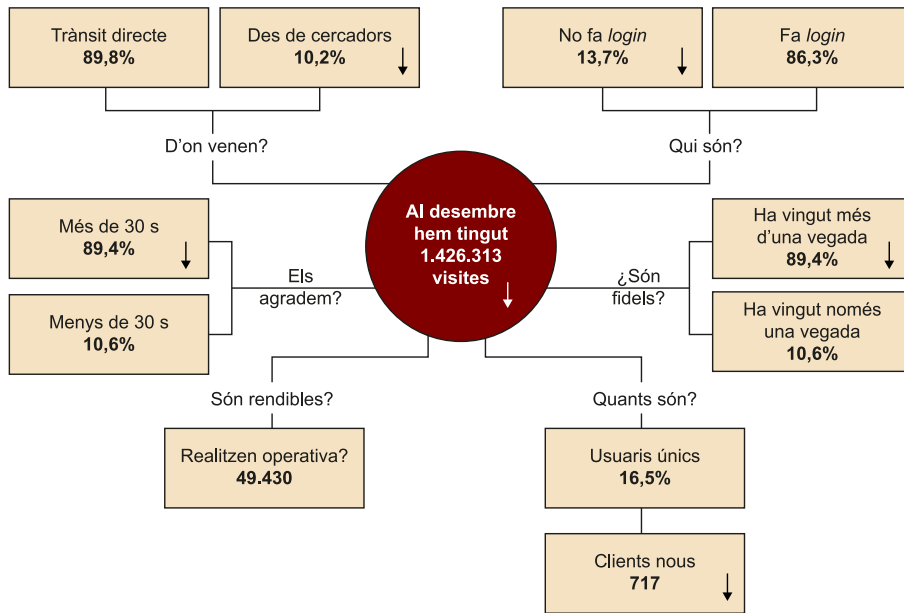 Trànsit directe
89,8%
Des de cercadors
10,2%
No fa login
13,7%
Fa login
86,3%
D’on venen?
Qui són?
Al desembre
hem tingut
1.426.313
visites
Més de 30 s
89,4%
Menys de 30 s
10,6%
Els
agradem?
¿Són
fidels?
Ha vingut més
d’una vegada
89,4%
Ha vingut només
una vegada
10,6%
Són rendibles?
Realitzen operativa?
49.430
Quants són?
Usuaris únics
16,5%
Clients nous
717